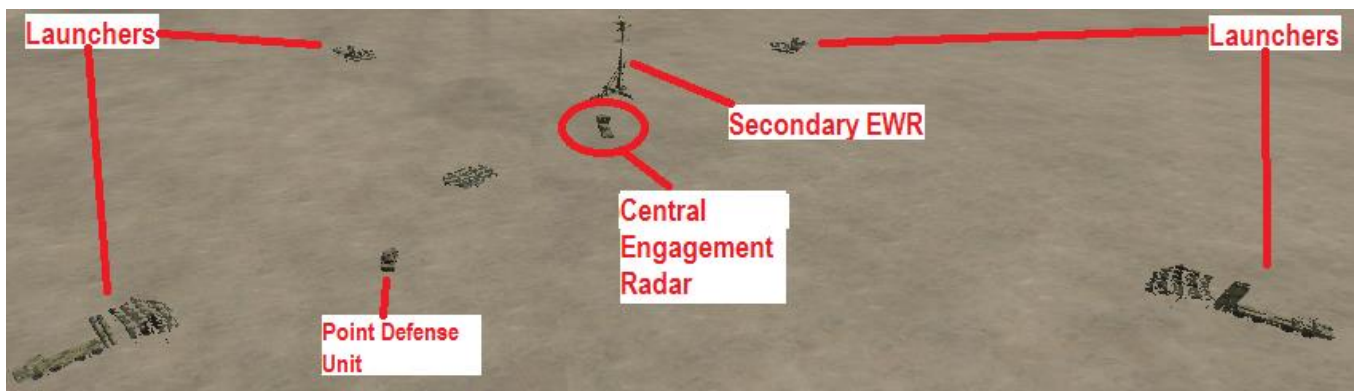 Launchers
Launchers
Secondary EWR
Central
Engagement
Radar
Point Defense
Unit